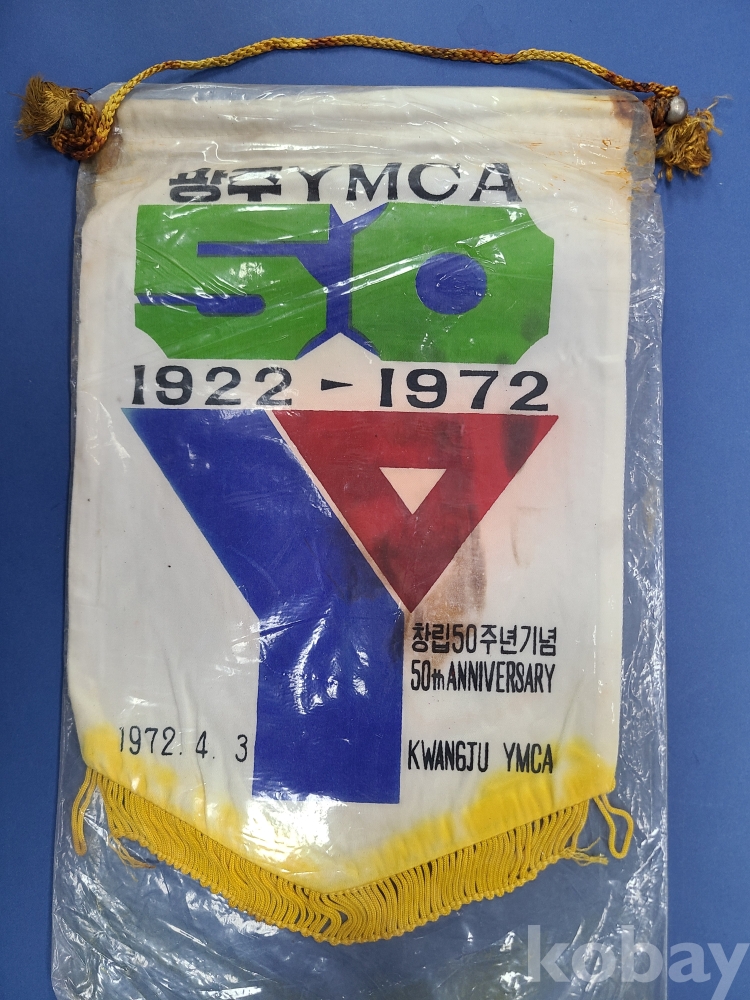 광주YMCA
50
1922-1972
창립50주년기념
50th ANNIVERSARY
1972. 4. 3
KWANGJU YMCA
kobay